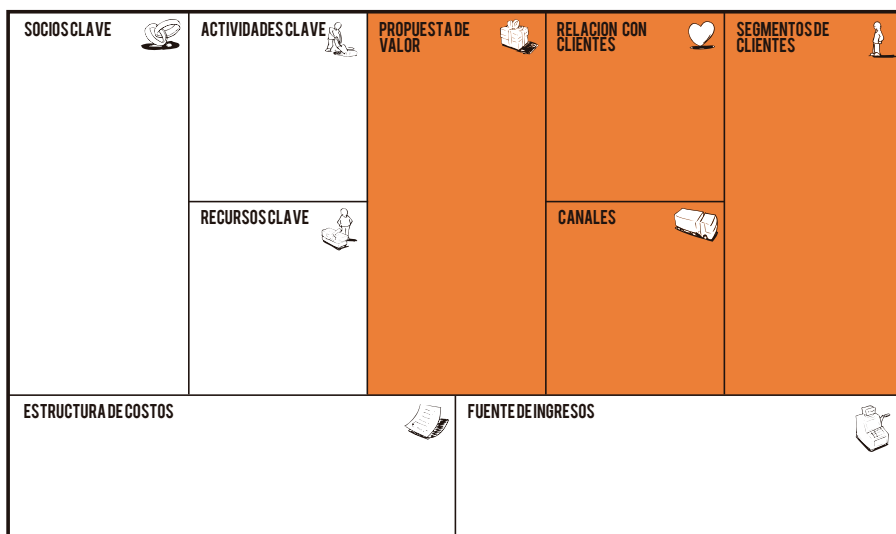 SOCIOS CLAVE
ACTIVIDADES CLAVE
PROPUESTA DE
VALOR
RELACION CON
CLIENTES
SEGMENTOS DE
CLIENTES
RECURSOS CLAVE
CANALES
ESTRUCTURA DE COSTOS
FUENTE DE INGRESOS